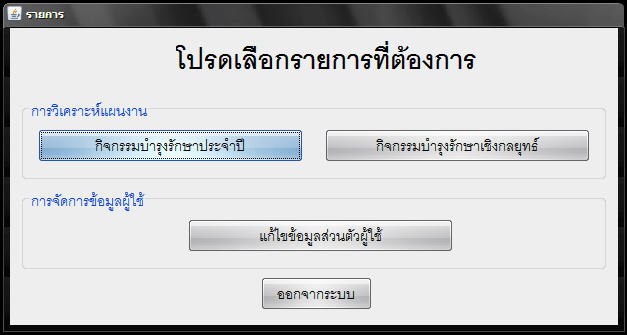 รายการ
โปรดเลือกรายการที่ต้องการ
การวิเคราะห์แผนงาน
กิจกรรมบำรุงรักษาประจำปี
กิจกรรมบำรุงรักษาเชิงกลยุทธ์
การจัดการข้อมูลผู้ใช้
แก้ไขข้อมูลส่วนตัวผู้ใช้
ออกจากระบบ